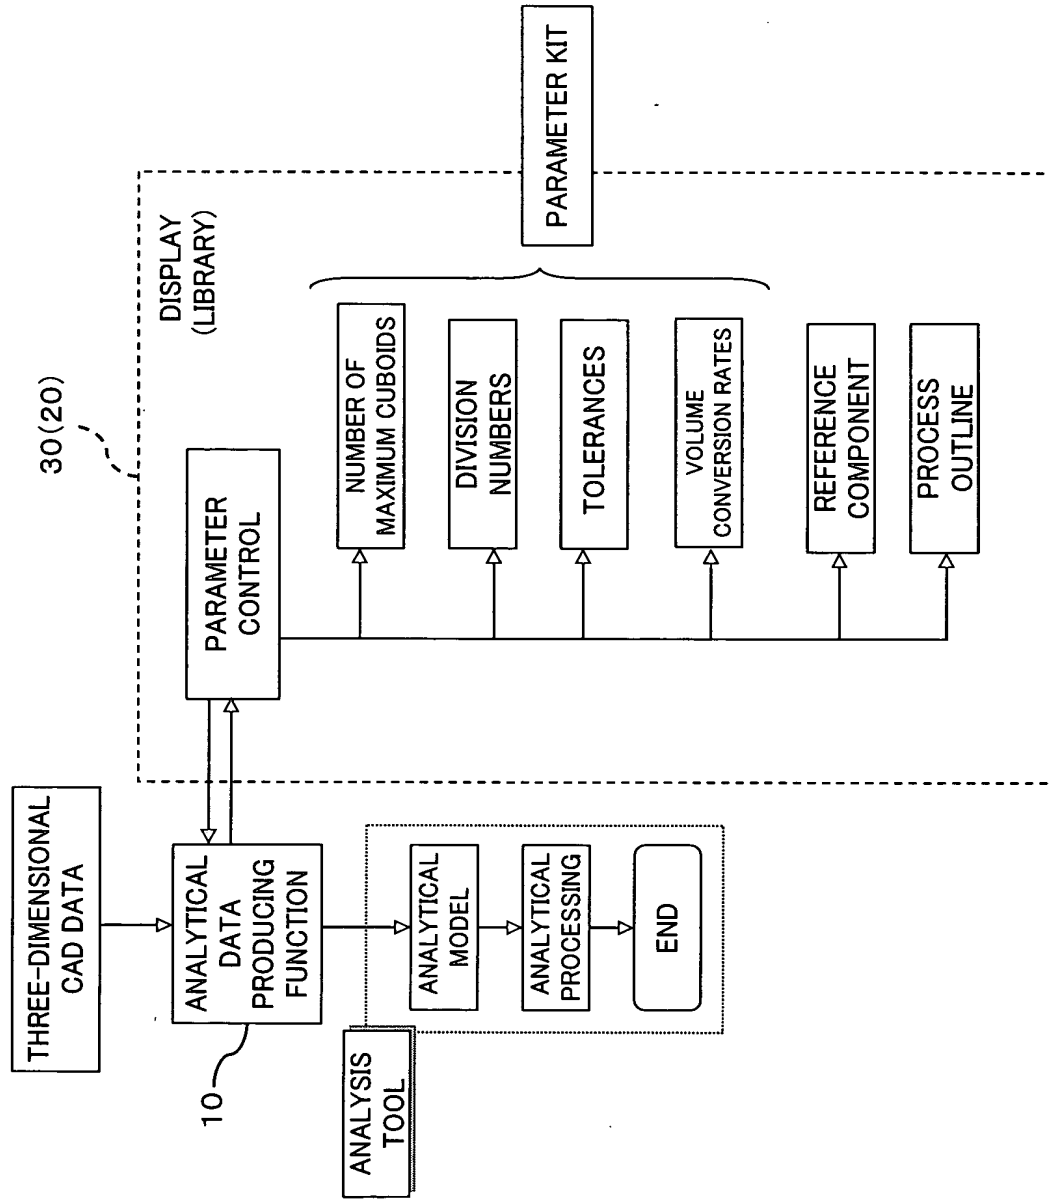 THREE-DIMENSIONAL
CAD DATA
ANALYTICAL
DATA
PRODUCING
FUNCTION
10
ANALYSIS
TOOL
ANALYTICAL
MODEL
ANALYTICAL
PROCESSING
END
30(20)
DISPLAY
(LIBRARY)
PARAMETER
CONTROL
NUMBER OF
MAXIMUM CUBOIDS
DIVISION
NUMBERS
TOLERANCES
VOLUME
CONVERSION RATES
REFERENCE
COMPONENT
PROCESS
OUTLINE
PARAMETER KIT